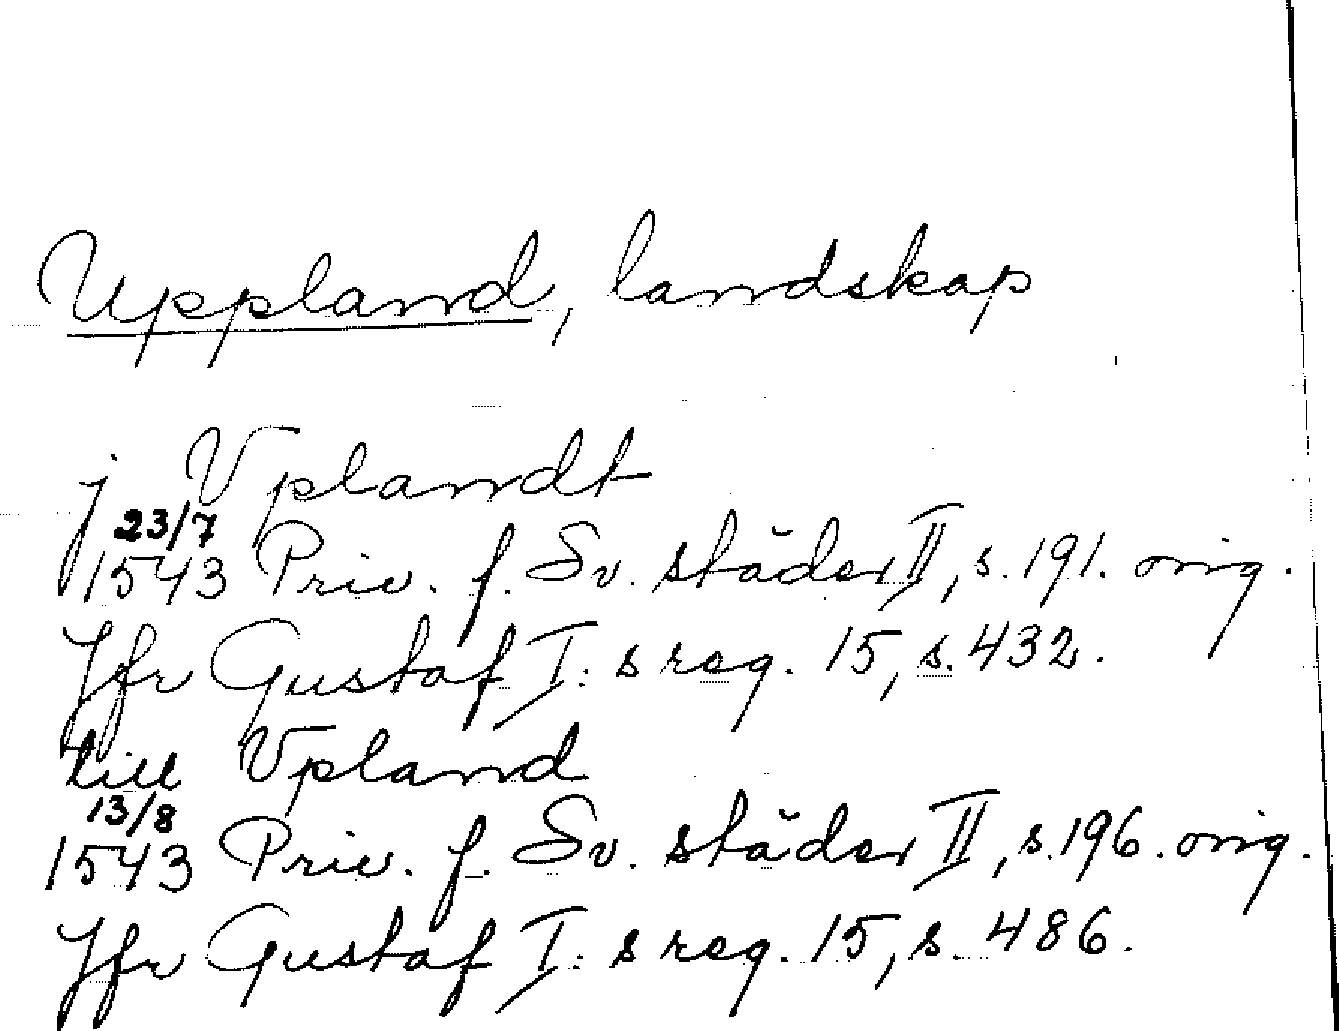 Uppland, landskap
j Vplandt
23/7
1543 Priv. f. Sv. städer II, s. 191. orig.
Jfr Gustaf I: s reg. 15, s. 432.
till Vpland
13/8
1543 Priv. f. Sv. städer II, s. 196. orig.
Jfr Gustaf I: s reg. 15, s. 486.